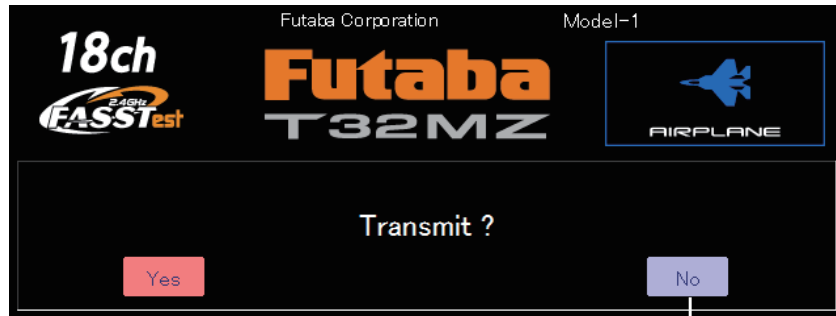 Futaba Corporation Model-1
18ch
Futaba
2.4GHz
FASSTest
T32MZ
AIRPLANE
Transmit ?
Yes No